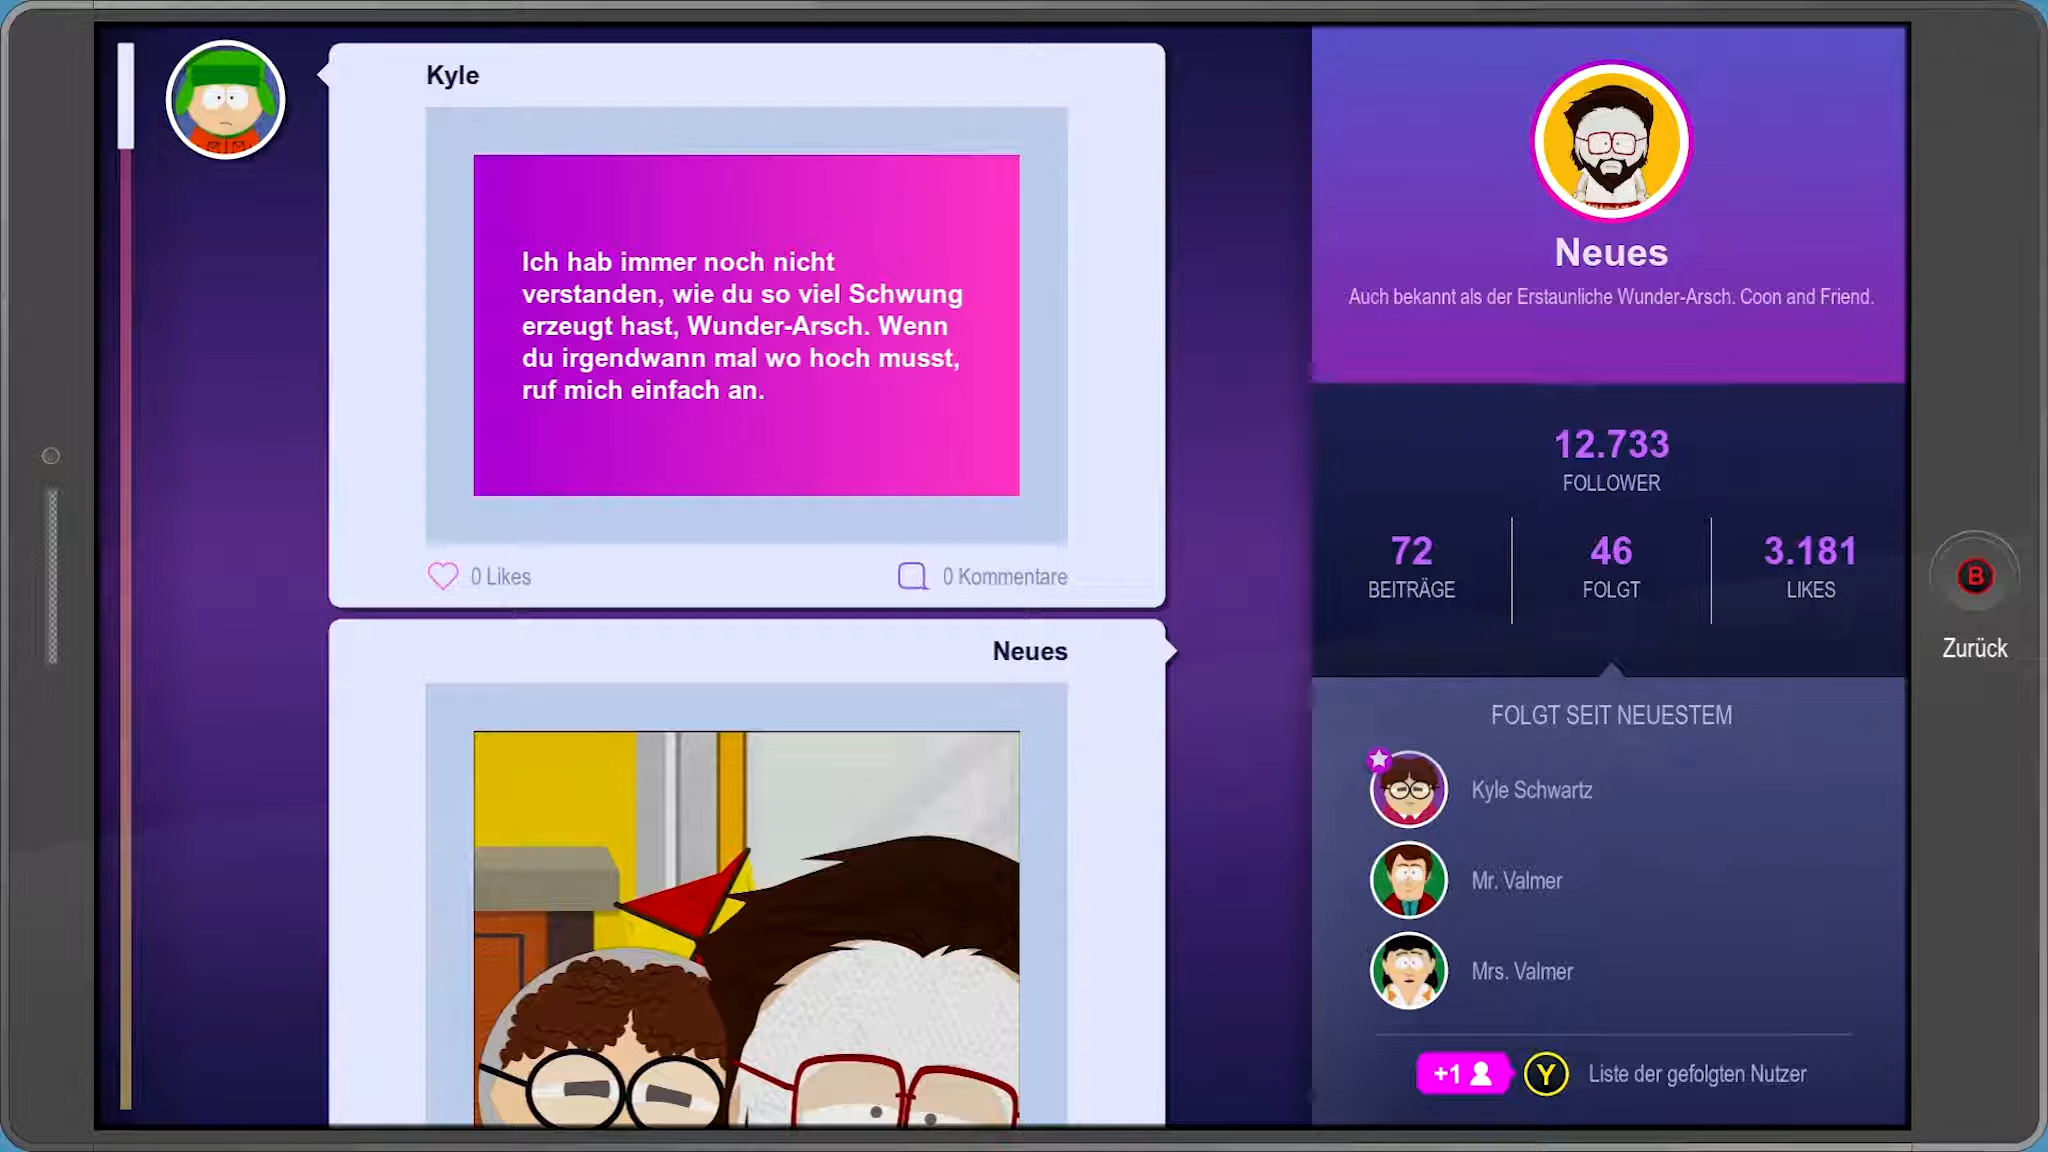 Kyle
Ich hab immer noch nicht
verstanden, wie du so viel Schwung
erzeugt hast, Wunder-Arsch. Wenn
du irgendwann mal wo hoch musst,
ruf mich einfach an.
0 Likes
0 Kommentare
Neues
Neues
Auch bekannt als der Erstaunliche Wunder-Arsch. Coon and Friend.
12.733
FOLLOWER
72
BEITRÄGE
46
FOLGT
3.181
LIKES
FOLGT SEIT NEUESTEM
Kyle Schwartz
Mr. Valmer
Mrs. Valmer
+1
Y
Liste der gefolgten Nutzer
B
Zurück